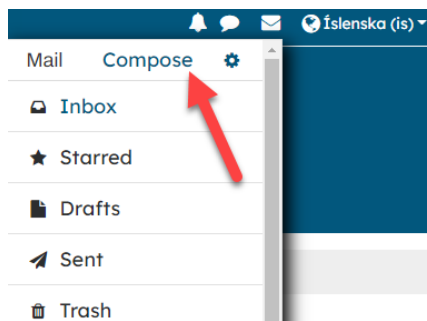 Íslenska (is)
Mail Compose
Inbox
Starred
Drafts
Sent
Trash